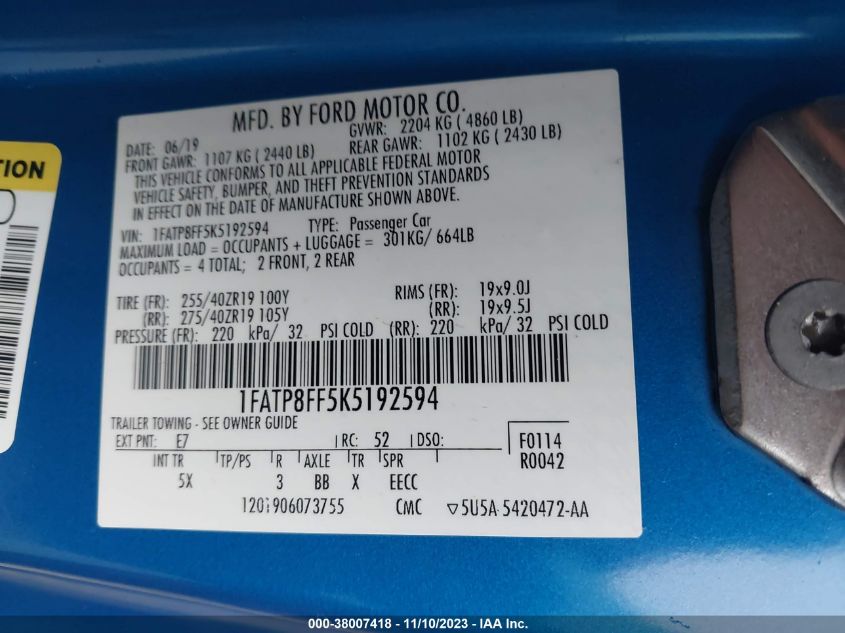 MFD. BY FORD MOTOR CO.
DATE: 06/19 GVWR: 2204 KG ( 4860 LB)
FRONT GAWR: 1107 KG ( 2440 LB) REAR GAWR: 1102 KG ( 2430 LB)
THIS VEHICLE CONFORMS TO ALL APPLICABLE FEDERAL MOTOR
VEHICLE SAFETY, BUMPER, AND THEFT PREVENTION STANDARDS
IN EFFECT ON THE DATE OF MANUFACTURE SHOWN ABOVE.
VIN: 1FATP8FF5K5192594 TYPE: Passenger Car
MAXIMUM LOAD = OCCUPANTS + LUGGAGE = 301KG/ 664LB
OCCUPANTS = 4 TOTAL; 2 FRONT, 2 REAR
TIRE (FR): 255/40ZR19 100Y RIMS (FR): 19x9.0J
(RR): 275/40ZR19 105Y (RR): 19x9.5J
PRESSURE (FR): 220 kPa/ 32 PSI COLD (RR): 220 kPa/ 32 PSI COLD
1FATP8FF5K5192594
TRAILER TOWING - SEE OWNER GUIDE
EXT PNT: E7 RC: 52 DSO: F0114
INT TR TP/PS R AXLE TR SPR R0042
5X 3 BB X EECC
1201906073755 CMC ▽5U5A-5420472-AA
TION
000-38007418 - 11/10/2023 - IAA Inc.